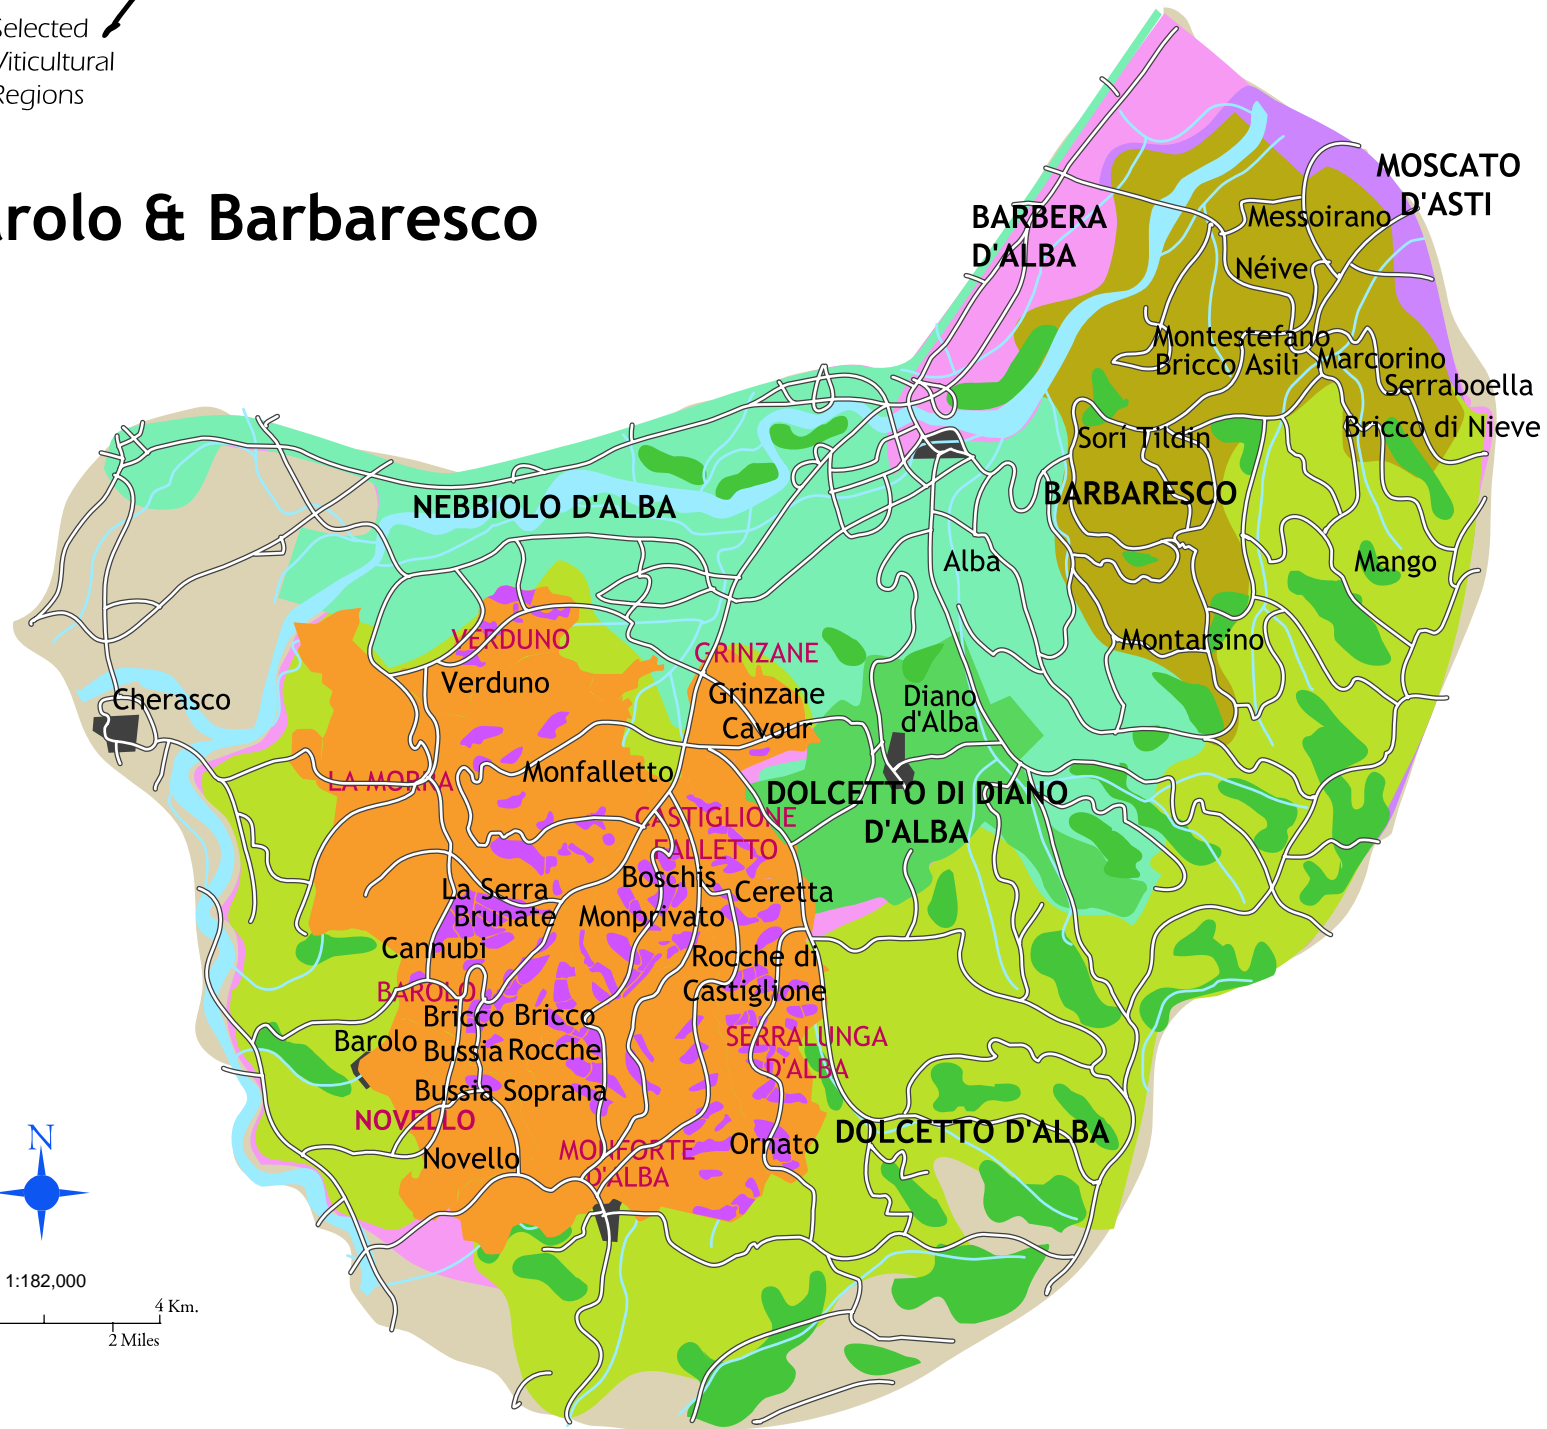 Selected
Viticultural
Regions
rolo & Barbaresco
MOSCATO
D'ASTI
BARBERA
D'ALBA
Messoirano
Néive
Montestefano
Bricco Asili
Marcorino
Serraboella
Bricco di Nieve
Sorí Tildin
BARBARESCO
NEBBIOLO D'ALBA
Alba
Mango
Montarsino
VERDUNO
Verduno
GRINZANE
Grinzane
Cavour
Diano
d'Alba
Cherasco
LA MORRA
Monfalletto
DOLCETTO DI DIANO
D'ALBA
CASTIGLIONE
FALLETTO
Boschis
Ceretta
La Serra
Brunate
Monprivato
Cannubi
Rocche di
Castiglione
BAROLO
Barolo
Bricco
Bussia
Bricco
Rocche
SERRALUNGA
D'ALBA
Bussia Soprana
NOVELLO
Novello
MONFORTE
D'ALBA
Ornato
DOLCETTO D'ALBA
N
1:182,000
4 Km.
2 Miles